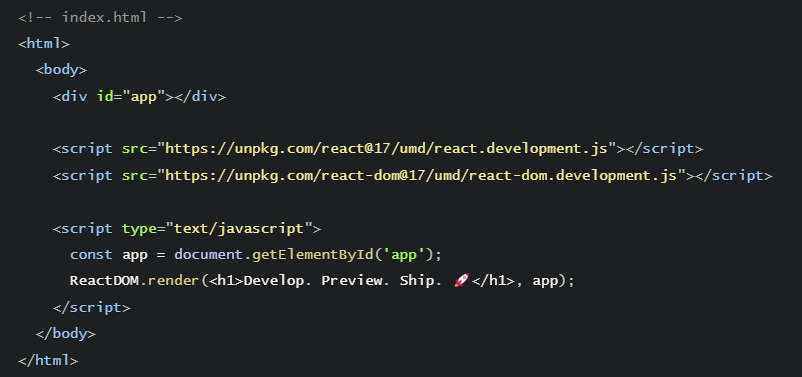 <!-- index.html -->
<html>
  <body>
    <div id="app"></div>

    <script src="https://unpkg.com/react@17/umd/react.development.js"></script>
    <script src="https://unpkg.com/react-dom@17/umd/react-dom.development.js"></script>

    <script type="text/javascript">
      const app = document.getElementById('app');
      ReactDOM.render(<h1>Develop. Preview. Ship. 🚀</h1>, app);
    </script>
  </body>
</html>